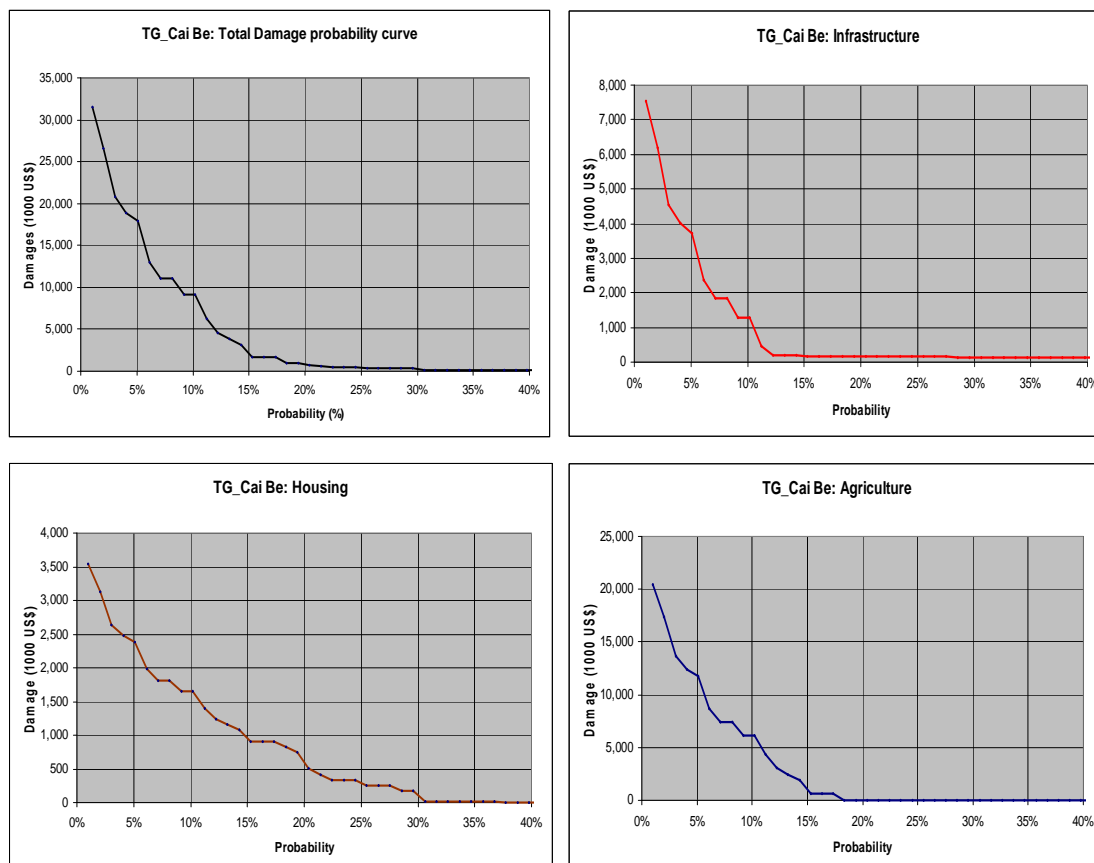 TG_Cai Be: Total Damage probability curve
35,000
30,000
25,000
20,000
15,000
10,000
5,000
0
Damages (1000 US$)
0% 5% 10% 15% 20% 25% 30% 35% 40%
Probability (%)
TG_Cai Be: Infrastructure
8,000
7,000
6,000
5,000
4,000
3,000
2,000
1,000
0
Damage (1000 US$)
0% 5% 10% 15% 20% 25% 30% 35% 40%
Probability
TG_Cai Be: Housing
4,000
3,500
3,000
2,500
2,000
1,500
1,000
500
0
Damage (1000 US$)
0% 5% 10% 15% 20% 25% 30% 35% 40%
Probability
TG_Cai Be: Agriculture
25,000
20,000
15,000
10,000
5,000
0
Damage (1000 US$)
0% 5% 10% 15% 20% 25% 30% 35% 40%
Probability